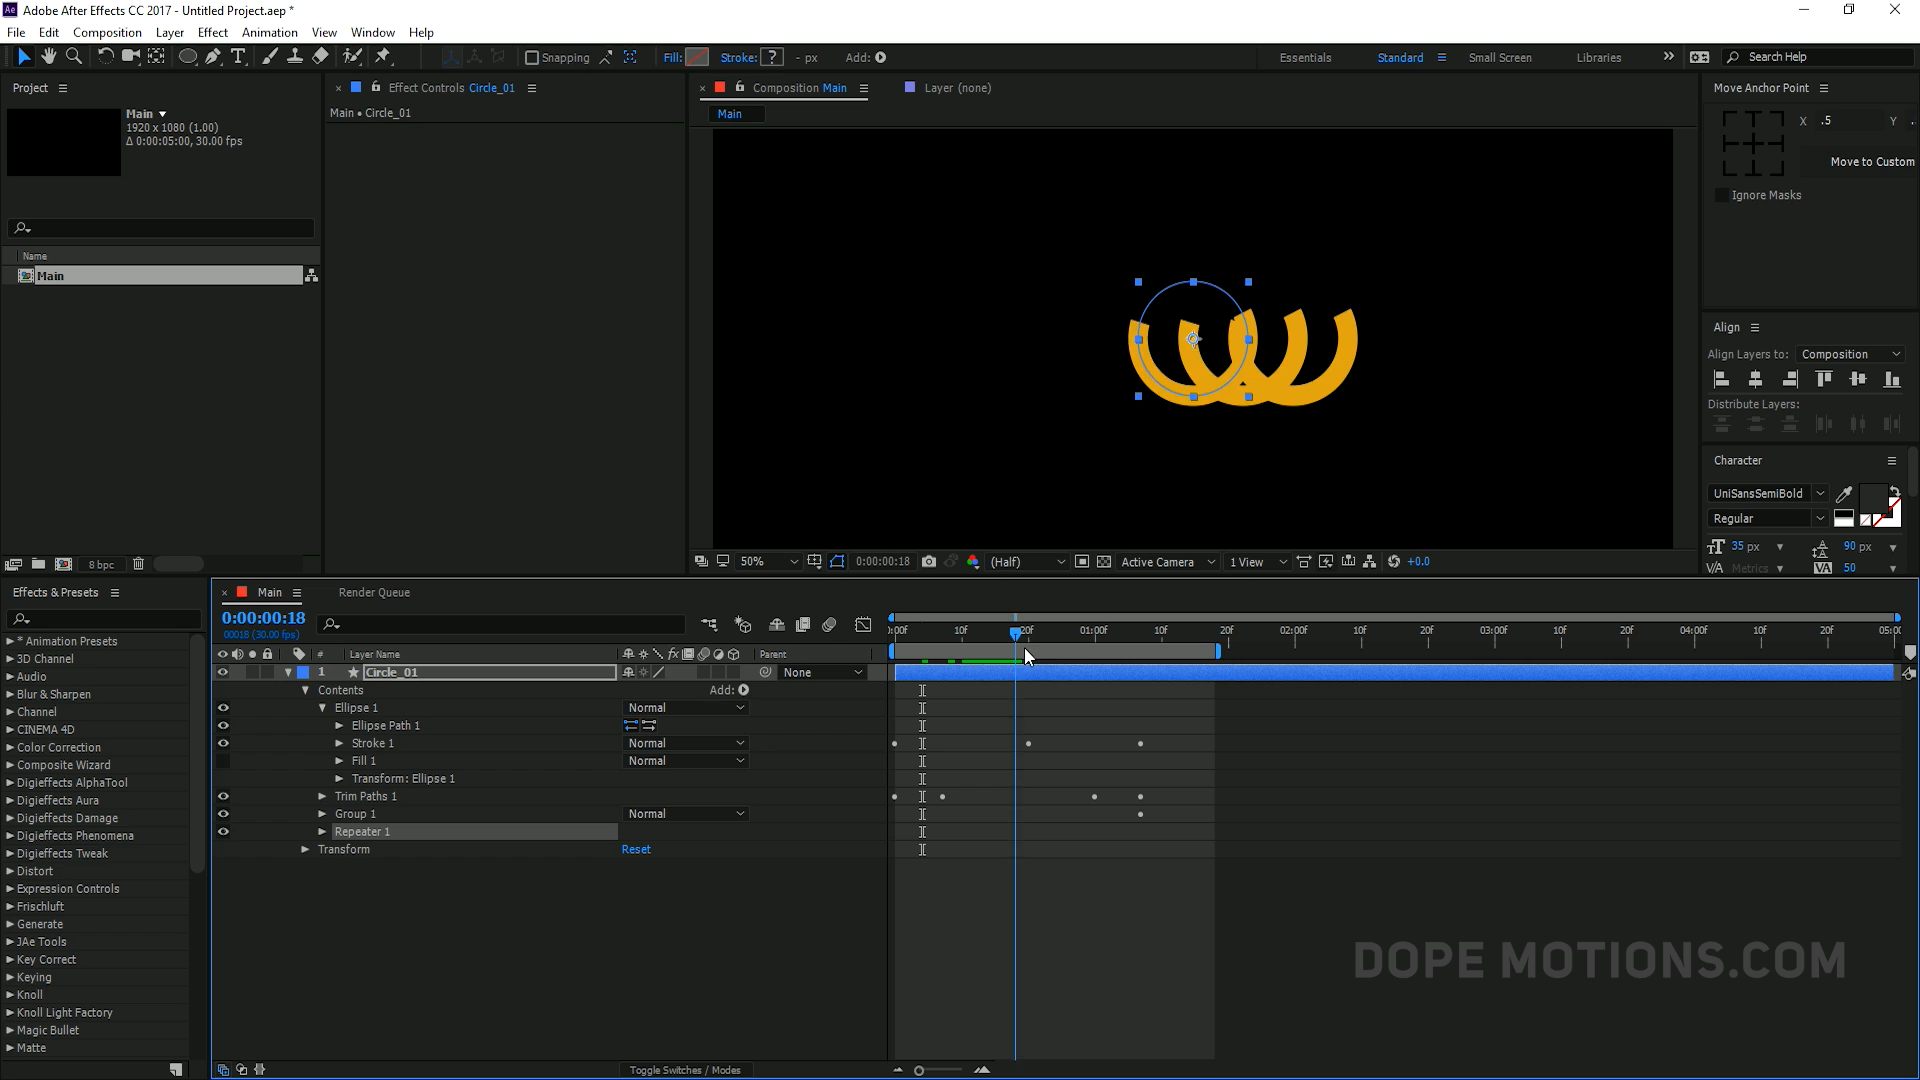 Ae Adobe After Effects CC 2017 - Untitled Project.aep *
File Edit Composition Layer Effect Animation View Window Help
Snapping Fill: Stroke: ? - px Add: Essentials Standard Small Screen Libraries Search Help
Project
Main
1920 x 1080 (1.00)
Δ 0:00:05:00, 30.00 fps
Name
Main
8 bpc
Effect Controls Circle_01
Main • Circle_01
Composition Main
Layer (none)
Main
50% 0:00:00:18 (Half) Active Camera 1 View +0.0
Move Anchor Point
X .5 Y .
Move to Custom
Ignore Masks
Align
Align Layers to: Composition
Distribute Layers:
Character
UniSansSemiBold
Regular
35 px 90 px
Metrics 50
Effects & Presets
* Animation Presets
3D Channel
Audio
Blur & Sharpen
Channel
CINEMA 4D
Color Correction
Composite Wizard
Digieffects AlphaTool
Digieffects Aura
Digieffects Damage
Digieffects Phenomena
Digieffects Tweak
Distort
Expression Controls
Frischluft
Generate
JAe Tools
Key Correct
Keying
Knoll
Knoll Light Factory
Magic Bullet
Matte
Main Render Queue
0:00:00:18
00018 (30.00 fps)
# Layer Name Parent
1 Circle_01 None
Contents Add:
Ellipse 1 Normal
Ellipse Path 1
Stroke 1 Normal
Fill 1 Normal
Transform: Ellipse 1
Trim Paths 1
Group 1 Normal
Repeater 1
Transform Reset
Toggle Switches / Modes
:00f 10f 20f 01:00f 10f 20f 02:00f 10f 20f 03:00f 10f 20f 04:00f 10f 20f 05:0
DOPE MOTIONS.COM